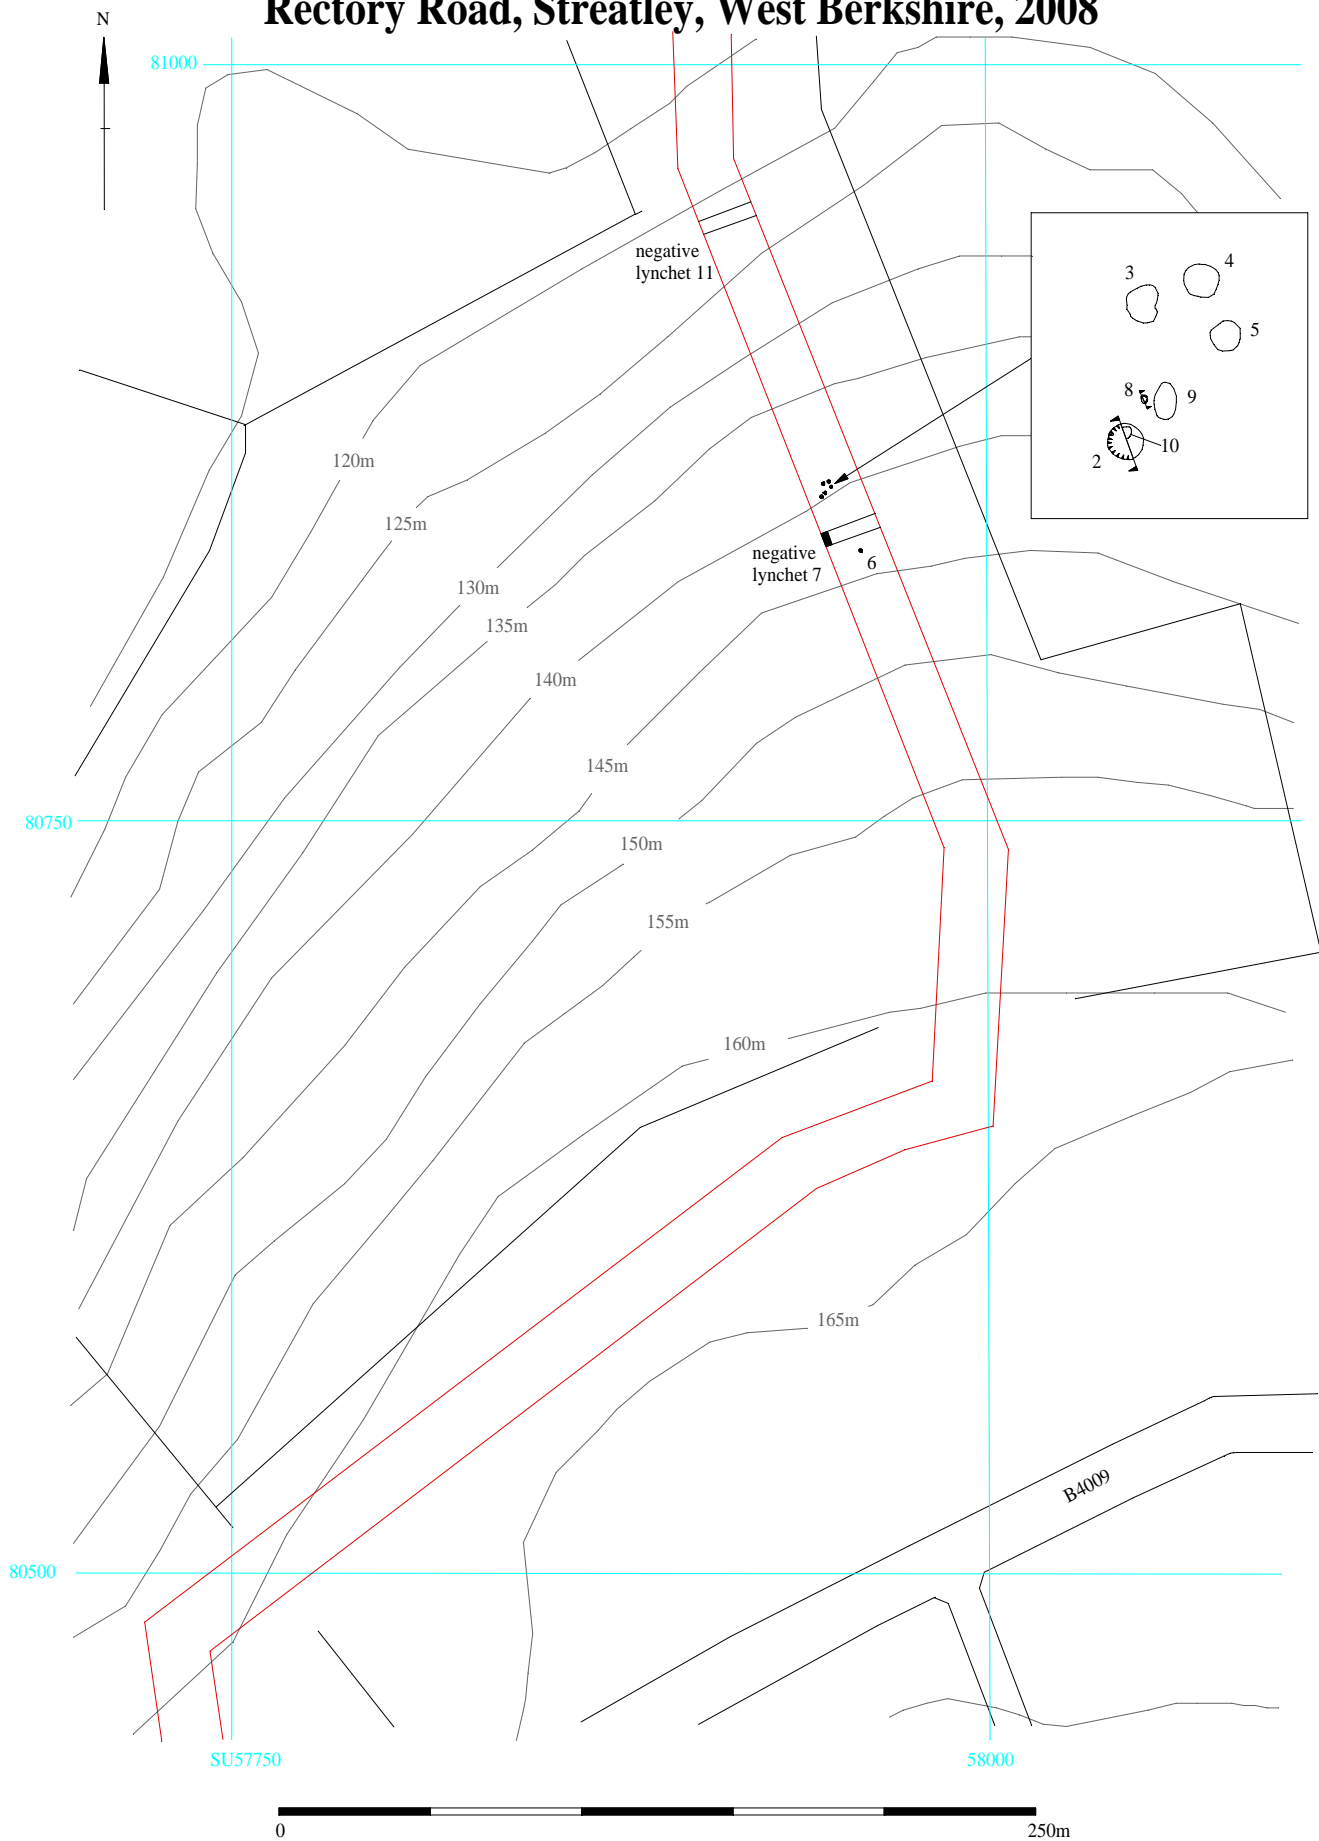 Rectory Road, Streatley, West Berkshire, 2008
N
81000
negative
lynchet 11
3
4
5
8
9
10
2
120m
125m
negative
lynchet 7
6
130m
135m
140m
145m
80750
150m
155m
160m
165m
B4009
80500
SU57750
58000
0
250m